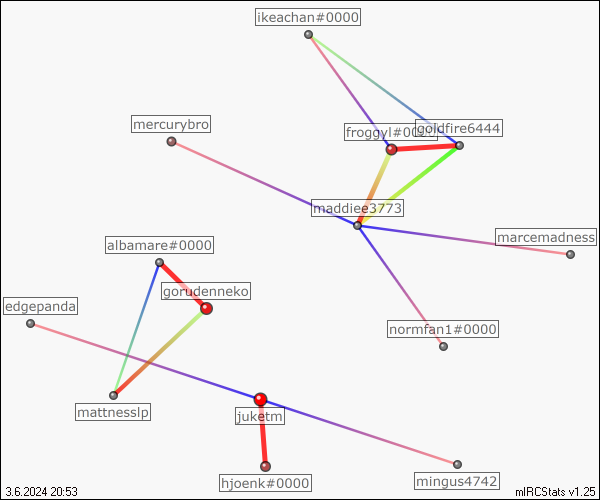 ikeachan#0000
mercurybro
froggyl#0
goldfire6444
maddiee3773
marcemadness
albamare#0000
gorudenneko
edgepanda
normfan1#0000
mattnesslp
juketm
hjoenk#0000
mingus4742
3.6.2024 20:53
mIRCStats v1.25